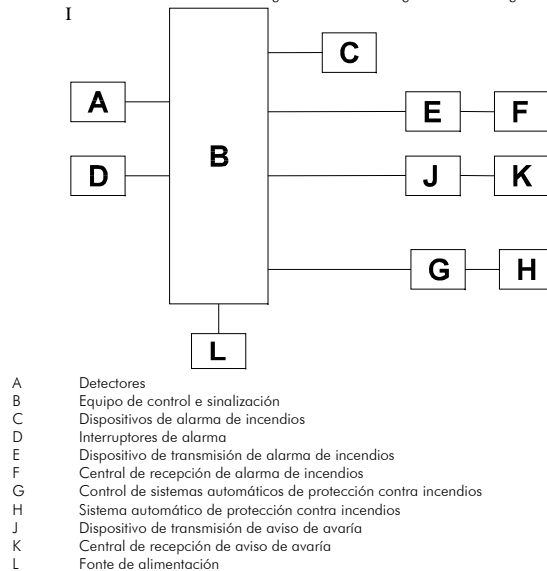 I
C
A
E F
B
D J K
G H
L
A Detectores
B Equipo de control e sinalización
C Dispositivos de alarma de incendios
D Interruptores de alarma
E Dispositivo de transmisión de alarma de incendios
F Central de recepción de alarma de incendios
G Control de sistemas automáticos de protección contra incendios
H Sistema automático de protección contra incendios
J Dispositivo de transmisión de aviso de avaría
K Central de recepción de aviso de avaría
L Fonte de alimentación